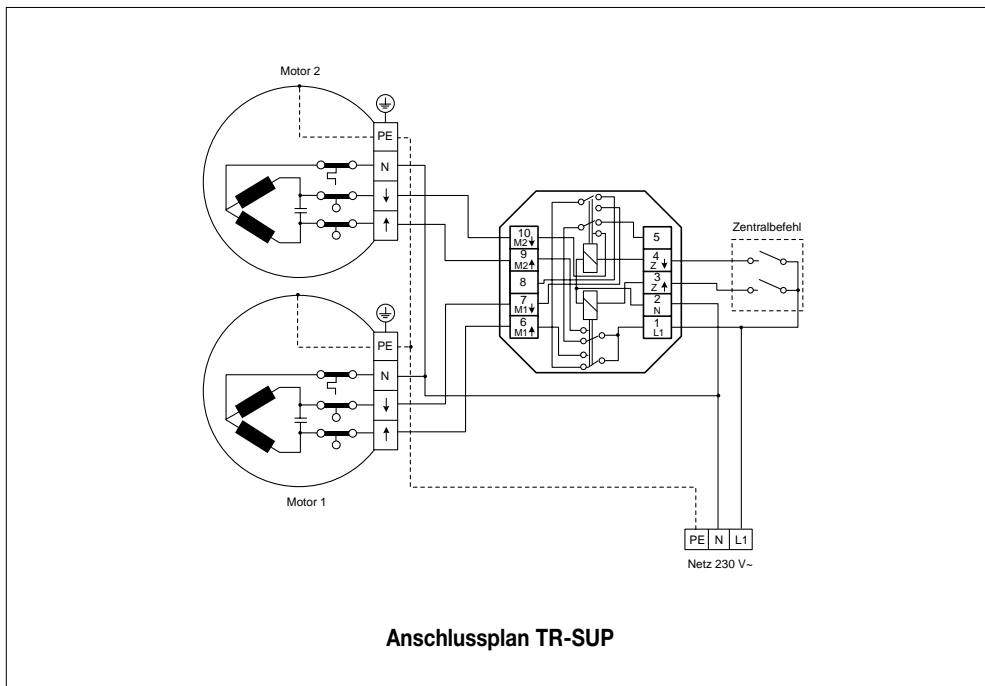 Motor 2
PE
N
↓
↑
10
M2↓
9
M2↑
8
7
M1↓
6
M1↑
5
4
Z↓
3
Z↑
2
N
1
L1
Zentralbefehl
PE
N
↓
↑
Motor 1
PE N L1
Netz 230 V~
Anschlussplan TR-SUP